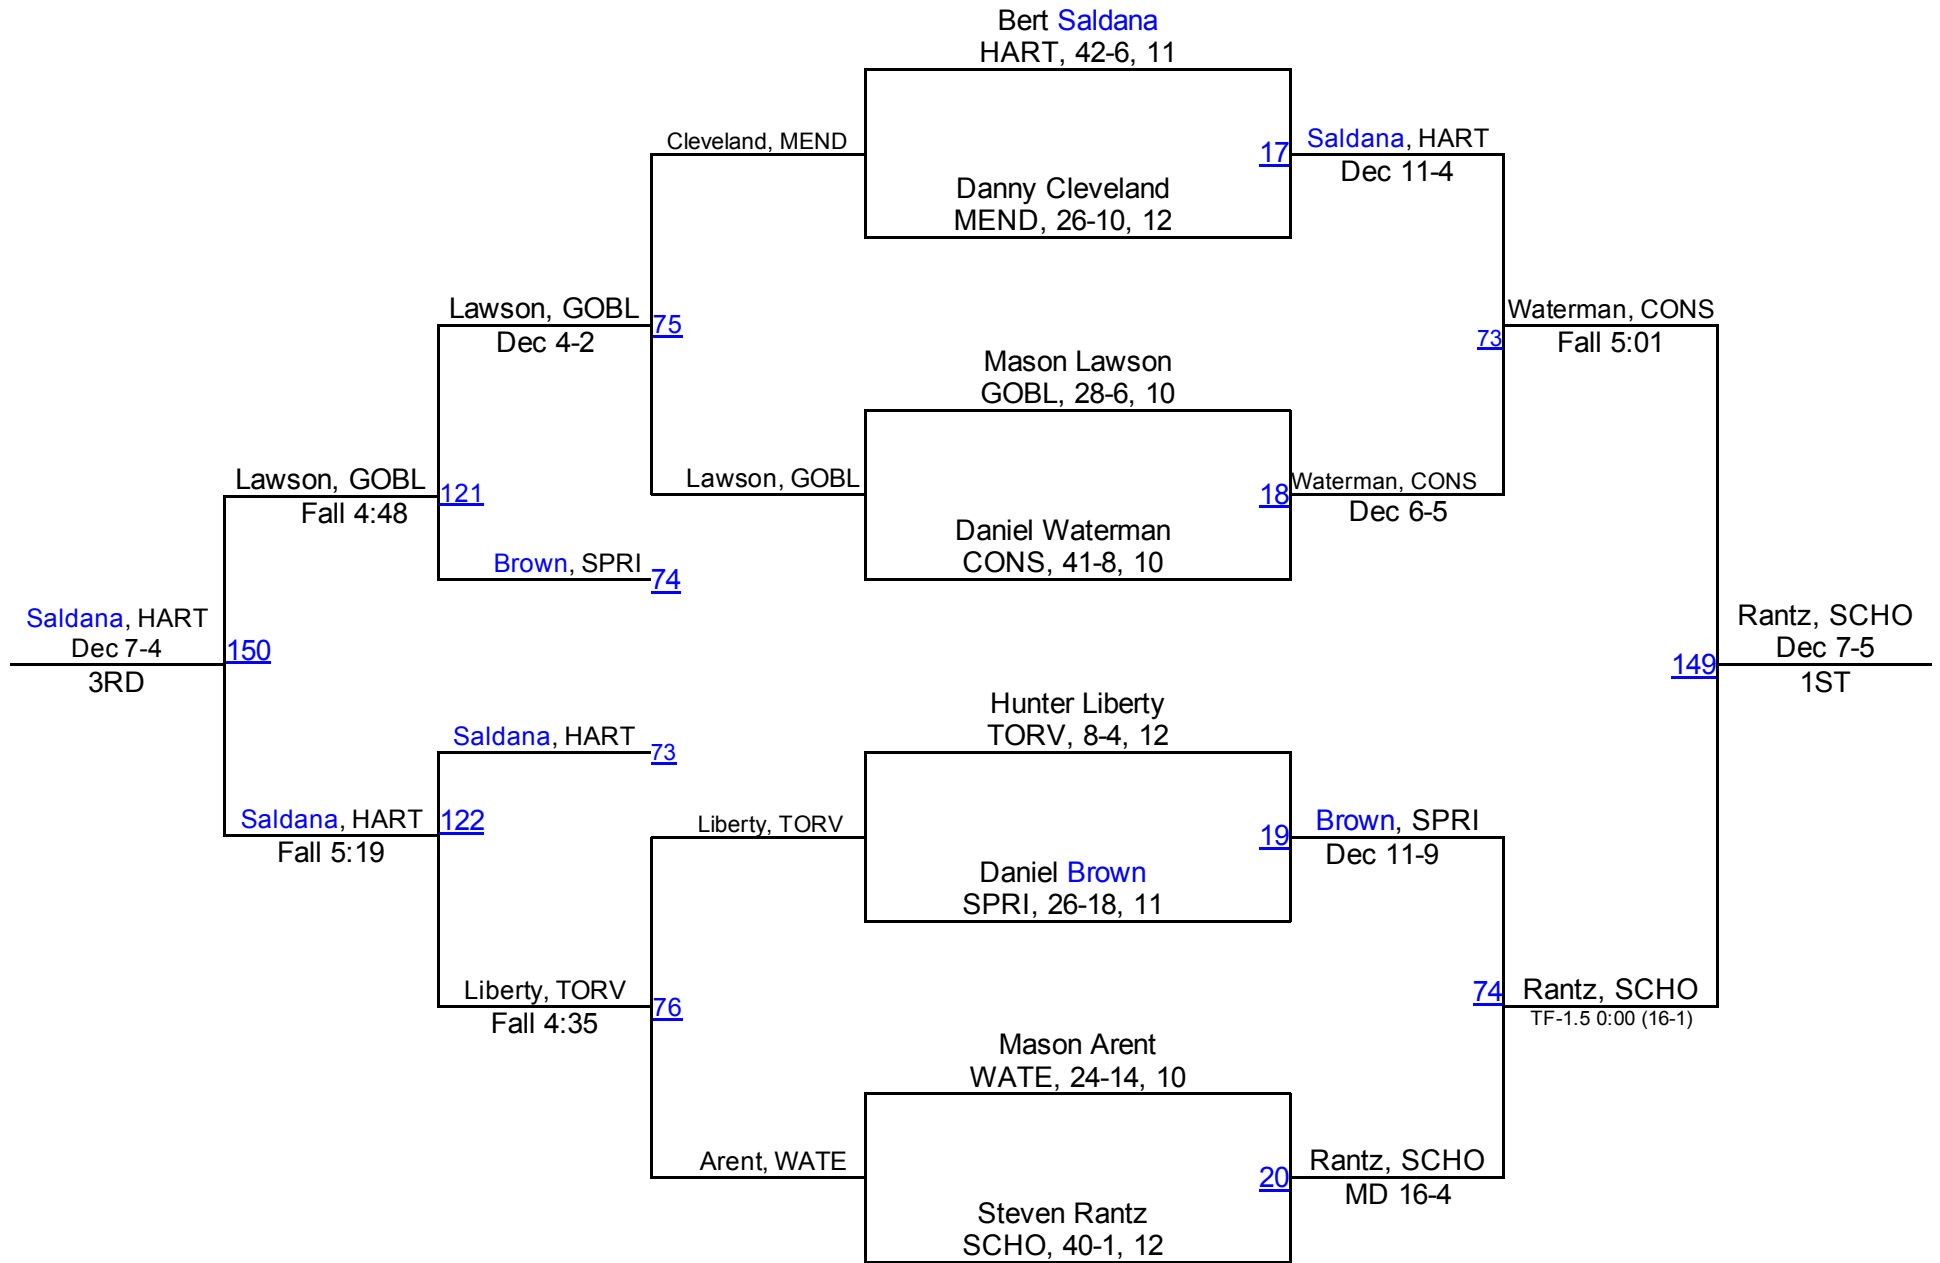 Bert Saldana
HART, 42-6, 11
Cleveland, MEND
17
Saldana, HART
Dec 11-4
Danny Cleveland
MEND, 26-10, 12
Lawson, GOBL
Dec 4-2
75
Waterman, CONS
Fall 5:01
73
Mason Lawson
GOBL, 28-6, 10
Lawson, GOBL
Fall 4:48
121
Lawson, GOBL
18
Waterman, CONS
Dec 6-5
Daniel Waterman
CONS, 41-8, 10
Brown, SPRI
74
Saldana, HART
Dec 7-4
3RD
150
Rantz, SCHO
Dec 7-5
1ST
149
Hunter Liberty
TORV, 8-4, 12
Saldana, HART
73
Saldana, HART
Fall 5:19
122
Liberty, TORV
19
Brown, SPRI
Dec 11-9
Daniel Brown
SPRI, 26-18, 11
Liberty, TORV
Fall 4:35
76
74
Rantz, SCHO
TF-1.5 0:00 (16-1)
Mason Arent
WATE, 24-14, 10
Arent, WATE
20
Rantz, SCHO
MD 16-4
Steven Rantz
SCHO, 40-1, 12